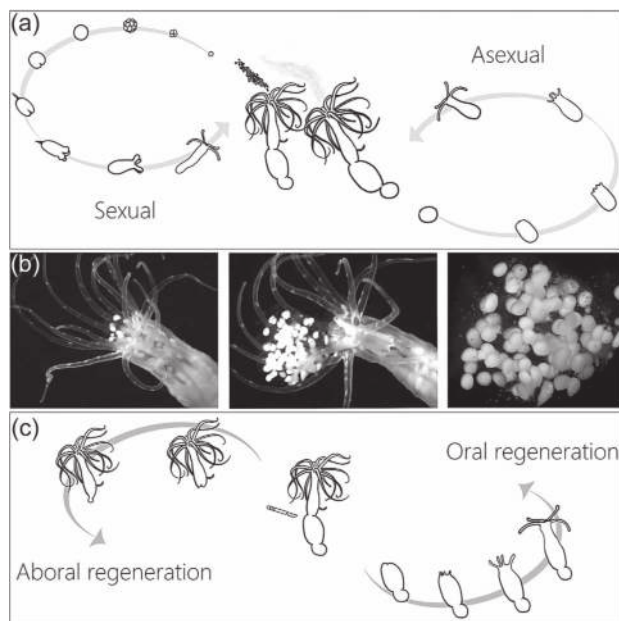 (a)
Asexual
Sexual
(b)
(c)
Oral regeneration
Aboral regeneration